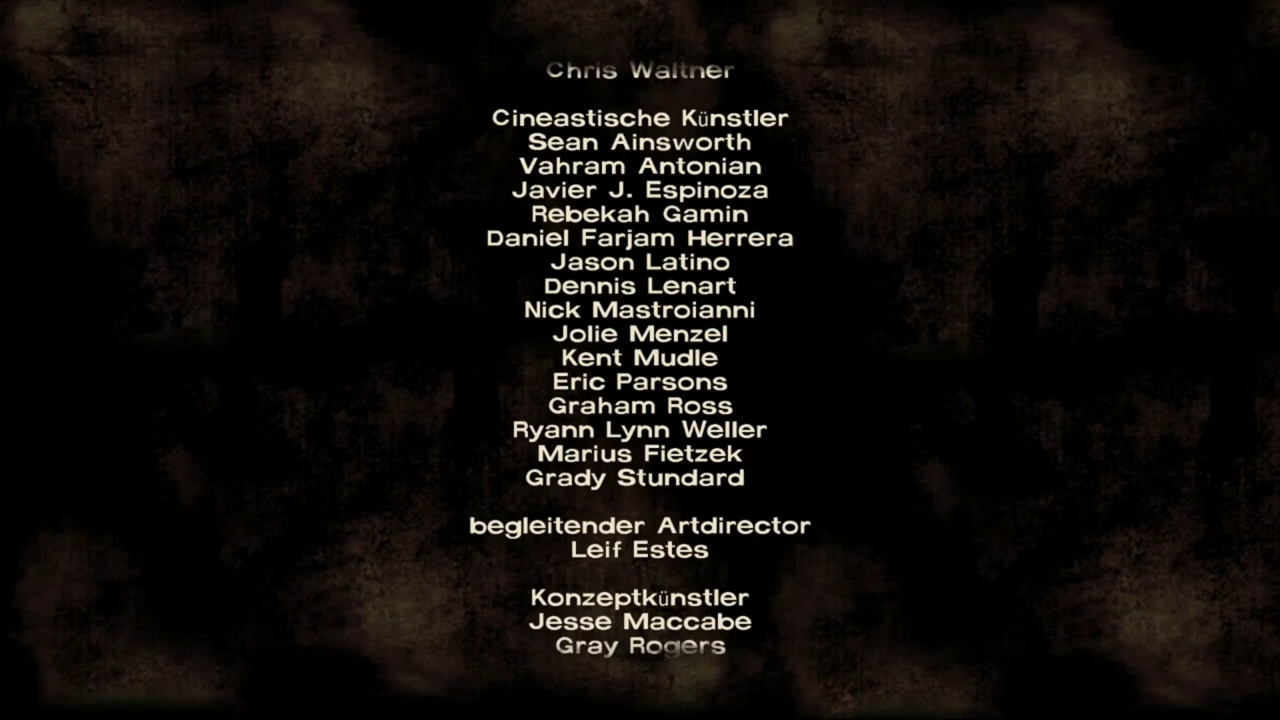 Chris Waltner
Cineastische Künstler
Sean Ainsworth
Vahram Antonian
Javier J. Espinoza
Rebekah Gamin
Daniel Farjam Herrera
Jason Latino
Dennis Lenart
Nick Mastroianni
Jolie Menzel
Kent Mudle
Eric Parsons
Graham Ross
Ryann Lynn Weller
Marius Fietzek
Grady Stundard
begleitender Artdirector
Leif Estes
Konzeptkünstler
Jesse Maccabe
Gray Rogers